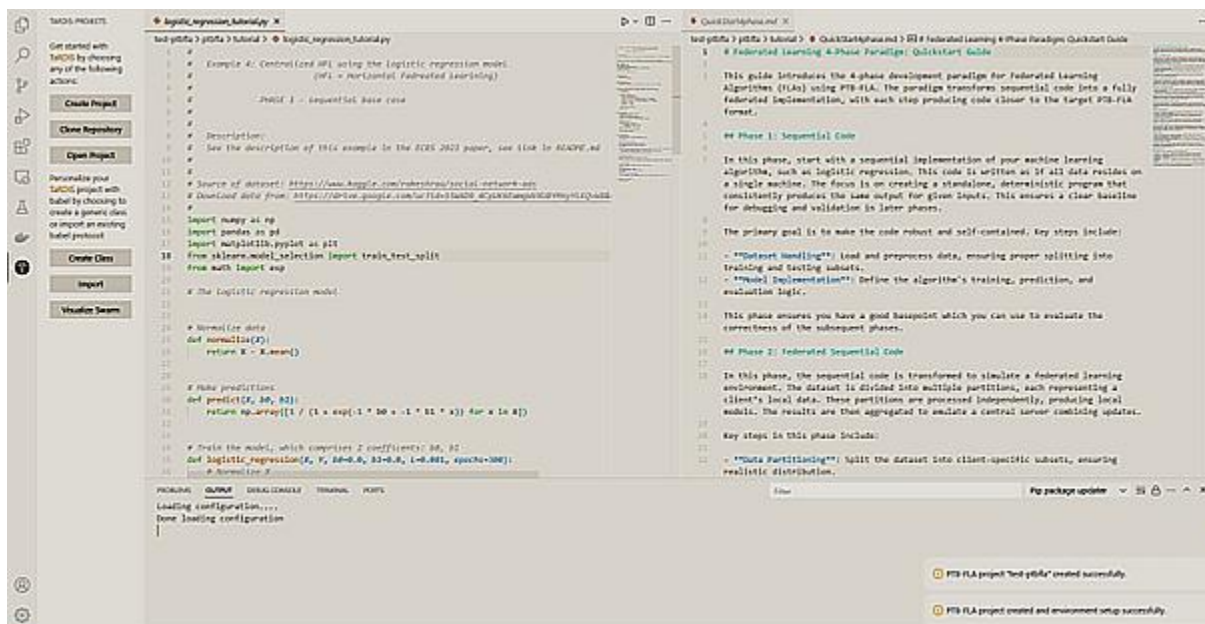 TaRDIS PROJECTS
Get started with
TaRDIS by choosing
any of the following
actions:
Create Project
Clone Repository
Open Project
Personalize your
TaRDIS project with
babel by choosing to
create a generic class
or import an existing
babel protocol:
Create Class
Import
Visualize Swarm
logistic_regression_tutorial.py
test-ptbfla > ptbfla > tutorial > logistic_regression_tutorial.py
#
# Example 4: Centralized HFL using the logistic regression model
# (HFL = Horizontal Federated Learning)
#
# PHASE 1 - sequential base case
#
#
# Description:
# See the description of this example in the ECBS 2023 paper, see link in README.md
#
# Source of dataset: https://www.kaggle.com/rakeshrau/social-network-ads
# Download data from:
import numpy as np
import pandas as pd
import matplotlib.pyplot as plt
18 from sklearn.model_selection import train_test_split
from math import exp
# The Logistic regression model
# Normalize data
def normalize(X):
return X - X.mean()
# Make predictions
def predict(X, b0, b1):
return np.array([1 / (1 + exp(-1 * b0 + -1 * b1 * x)) for x in X])
# Train the model, which comprises 2 coefficients: b0, b1
def logistic_regression(X, Y, b0=0.0, b1=0.0, L=0.001, epochs=300):
# Normalize X
QuickStart4phase.md
test-ptbfla > ptbfla > tutorial > QuickStart4phase.md > # Federated Learning 4-Phase Paradigm: Quickstart Guide
1 # Federated Learning 4-Phase Paradigm: Quickstart Guide
This guide introduces the 4-phase development paradigm for Federated Learning
Algorithms (FLAs) using PTB-FLA. The paradigm transforms sequential code into a fully
federated implementation, with each step producing code closer to the target PTB-FLA
format.
## Phase 1: Sequential Code
In this phase, start with a sequential implementation of your machine learning
algorithm, such as logistic regression. This code is written as if all data resides on
a single machine. The focus is on creating a standalone, deterministic program that
consistently produces the same output for given inputs. This ensures a clear baseline
for debugging and validation in later phases.
The primary goal is to make the code robust and self-contained. Key steps include:
- **Dataset Handling**: Load and preprocess data, ensuring proper splitting into
training and testing subsets.
- **Model Implementation**: Define the algorithm's training, prediction, and
evaluation logic.
This phase ensures you have a good basepoint which you can use to evaluate the
correctness of the subsequent phases.
## Phase 2: Federated Sequential Code
In this phase, the sequential code is transformed to simulate a federated learning
environment. The dataset is divided into multiple partitions, each representing a
client's local data. These partitions are processed independently, producing local
models. The results are then aggregated to emulate a central server combining updates.
Key steps in this phase include:
- **Data Partitioning**: Split the dataset into client-specific subsets, ensuring
realistic distribution.
PROBLEMS OUTPUT DEBUG CONSOLE TERMINAL PORTS
Filter
Pip package updater
Loading configuration....
Done loading configuration
PTB-FLA project "test-ptbfla" created successfully.
PTB-FLA project created and environment setup successfully.